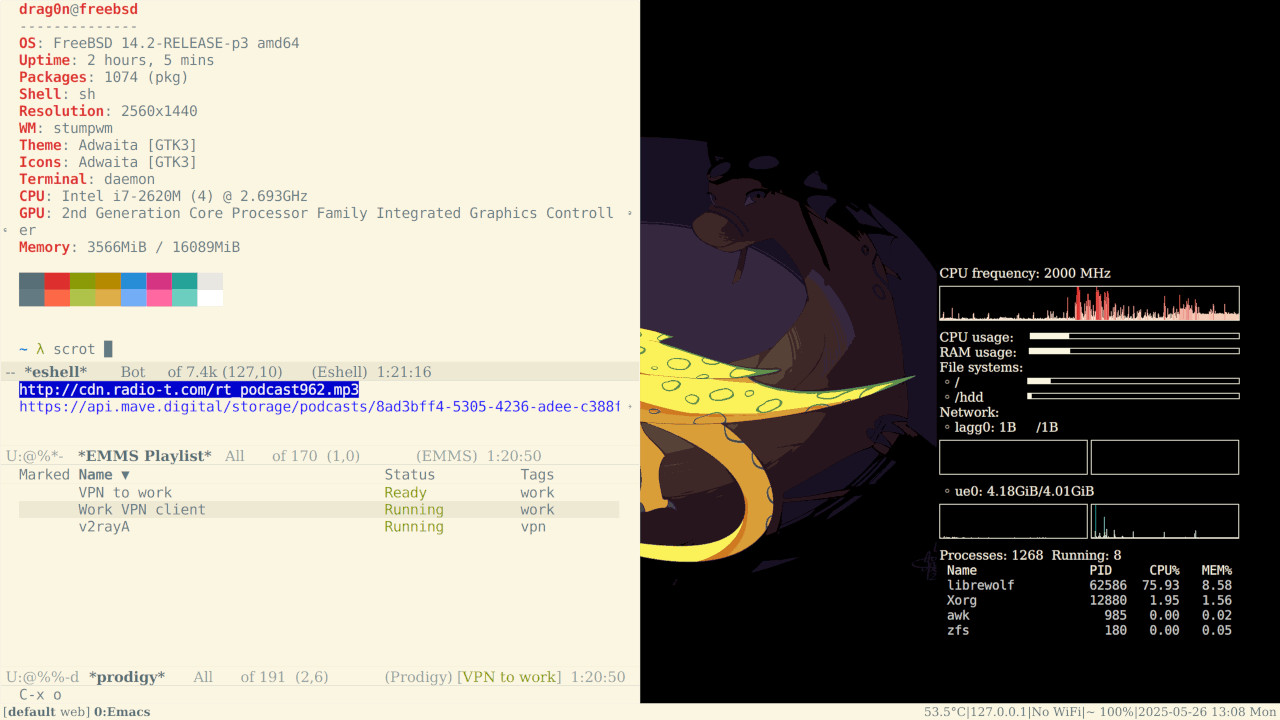 drag0n@freebsd
--------------
OS: FreeBSD 14.2-RELEASE-p3 amd64
Uptime: 2 hours, 5 mins
Packages: 1074 (pkg)
Shell: sh
Resolution: 2560x1440
WM: stumpwm
Theme: Adwaita [GTK3]
Icons: Adwaita [GTK3]
Terminal: daemon
CPU: Intel i7-2620M (4) @ 2.693GHz
GPU: 2nd Generation Core Processor Family Integrated Graphics Controll
er
Memory: 3566MiB / 16089MiB
~ λ scrot
-- *eshell* Bot of 7.4k (127,10) (Eshell) 1:21:16
http://cdn.radio-t.com/rt_podcast962.mp3
https://api.mave.digital/storage/podcasts/8ad3bff4-5305-4236-adee-c388f
U:@%*- *EMMS Playlist* All of 170 (1,0) (EMMS) 1:20:50
Marked Name ▼ Status Tags
VPN to work Ready work
Work VPN client Running work
v2rayA Running vpn
U:@%%-d *prodigy* All of 191 (2,6) (Prodigy) [VPN to work] 1:20:50
C-x o
[default web] 0:Emacs
CPU frequency: 2000 MHz
CPU usage:
RAM usage:
File systems:
◦ /
◦ /hdd
Network:
◦ lagg0: 1B /1B
◦ ue0: 4.18GiB/4.01GiB
Processes: 1268 Running: 8
Name PID CPU% MEM%
librewolf 62586 75.93 8.58
Xorg 12880 1.95 1.56
awk 985 0.00 0.02
zfs 180 0.00 0.05
53.5°C|127.0.0.1|No WiFi|~ 100%|2025-05-26 13:08 Mon